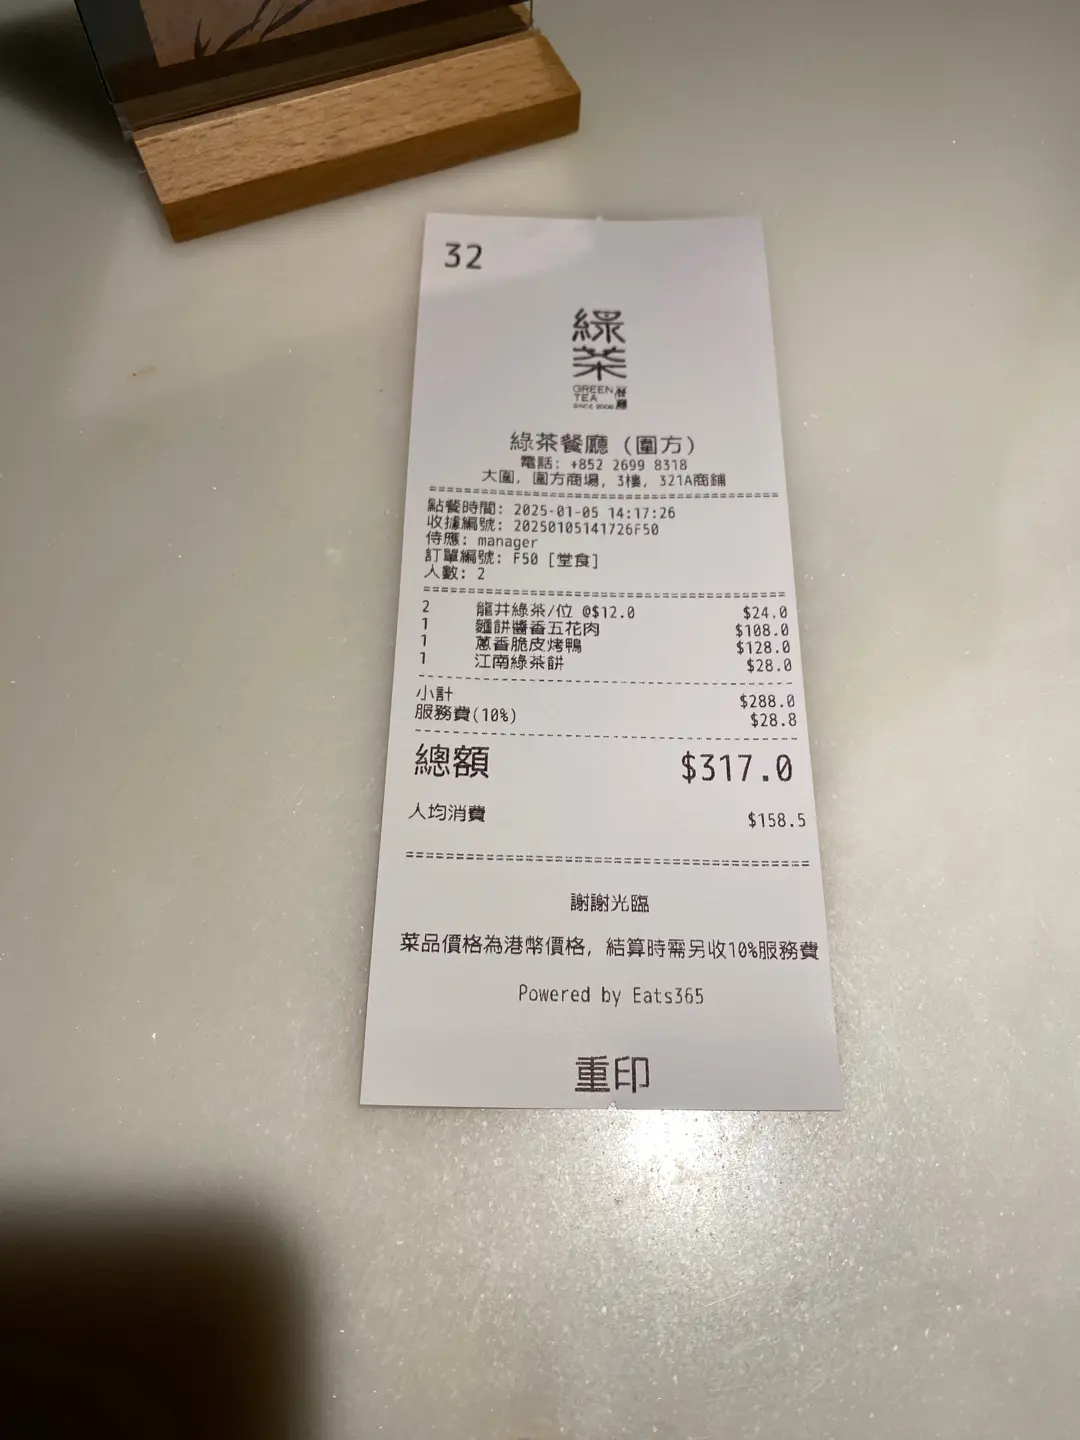 32
綠茶
GREEN TEA 餐廳
SINCE 2008
綠茶餐廳 (圍方)
電話: +852 2699 8318
大圍, 圍方商場, 3樓, 321A商鋪
點餐時間: 2025-01-05 14:17:26
收據編號: 20250105141726F50
侍應: manager
訂單編號: F50 [堂食]
人數: 2
2 龍井綠茶/位 @$12.0 $24.0
1 麵餅醬香五花肉 $108.0
1 蔥香脆皮烤鴨 $128.0
1 江南綠茶餅 $28.0
小計 $288.0
服務費(10%) $28.8
總額 $317.0
人均消費 $158.5
謝謝光臨
菜品價格為港幣價格, 結算時需另收10%服務費
Powered by Eats365
重印